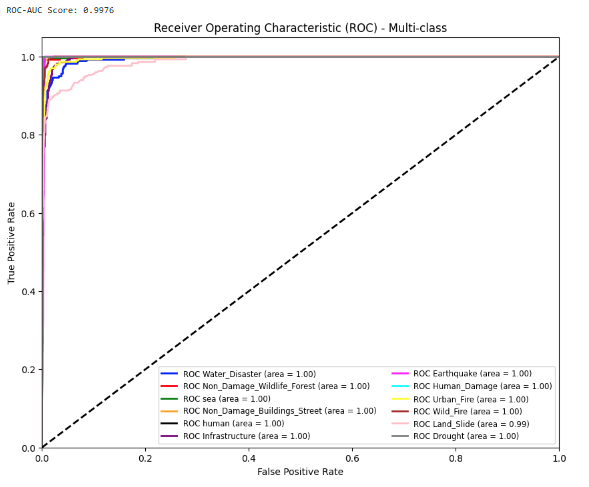 ROC-AUC Score: 0.9976
Receiver Operating Characteristic (ROC) - Multi-class
True Positive Rate
1.0
0.8
0.6
0.4
0.2
0.0
ROC Water_Disaster (area = 1.00)
ROC Non_Damage_Wildlife_Forest (area = 1.00)
ROC sea (area = 1.00)
ROC Non_Damage_Buildings_Street (area = 1.00)
ROC human (area = 1.00)
ROC Infrastructure (area = 1.00)
ROC Earthquake (area = 1.00)
ROC Human_Damage (area = 1.00)
ROC Urban_Fire (area = 1.00)
ROC Wild_Fire (area = 1.00)
ROC Land_Slide (area = 0.99)
ROC Drought (area = 1.00)
0.0 0.2 0.4 0.6 0.8 1.0
False Positive Rate